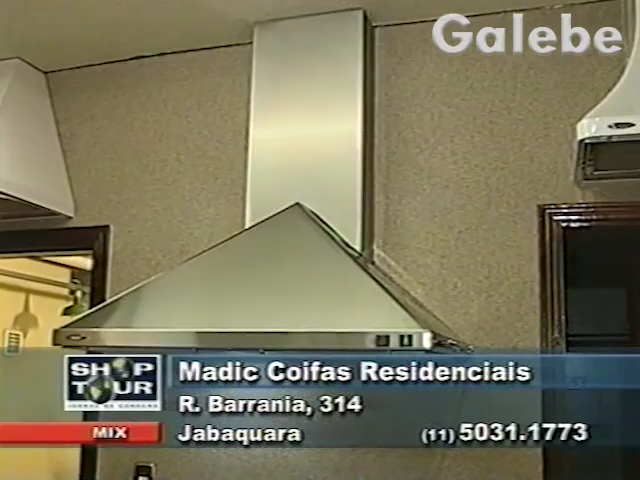 Galebe
SHOP TOUR
Madic Coifas Residenciais
R. Barrania, 314
MIX
Jabaquara
(11) 5031.1773